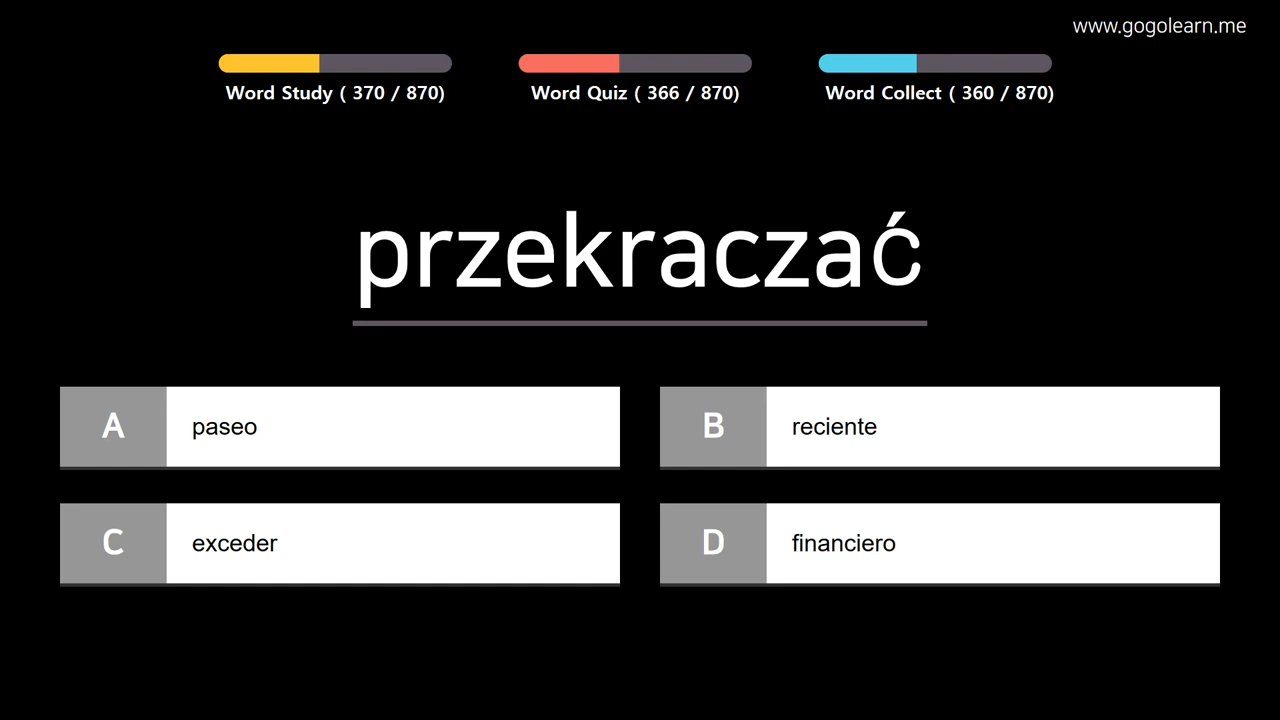 www.gogolearn.me
Word Study ( 370 / 870)
Word Quiz ( 366 / 870)
Word Collect ( 360 / 870)
przekraczać
A paseo
B reciente
C exceder
D financiero